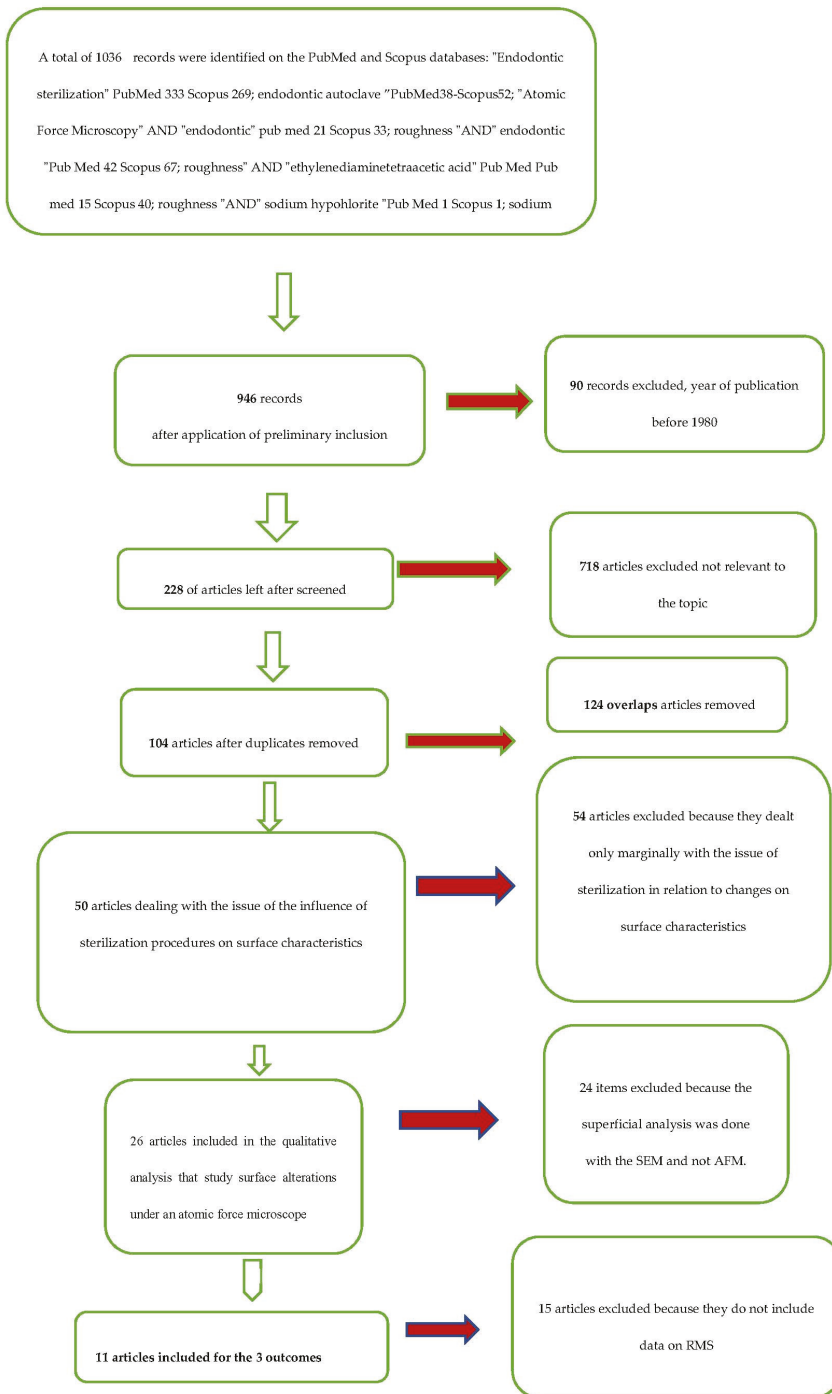 A total of 1036 records were identified on the PubMed and Scopus databases: "Endodontic
sterilization" PubMed 333 Scopus 269; endodontic autoclave "PubMed38-Scopus52; "Atomic
Force Microscopy" AND "endodontic" pub med 21 Scopus 33; roughness "AND" endodontic
"Pub Med 42 Scopus 67; roughness" AND "ethylenediaminetetraacetic acid" Pub Med Pub
med 15 Scopus 40; roughness "AND" sodium hypohlorite "Pub Med 1 Scopus 1; sodium
946 records
after application of preliminary inclusion
90 records excluded, year of publication
before 1980
228 of articles left after screened
718 articles excluded not relevant to
the topic
104 articles after duplicates removed
124 overlaps articles removed
50 articles dealing with the issue of the influence of
sterilization procedures on surface characteristics
54 articles excluded because they dealt
only marginally with the issue of
sterilization in relation to changes on
surface characteristics
26 articles included in the qualitative
analysis that study surface alterations
under an atomic force microscope
24 items excluded because the
superficial analysis was done
with the SEM and not AFM.
11 articles included for the 3 outcomes
15 articles excluded because they do not include
data on RMS